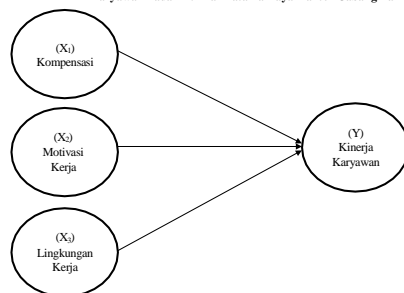 (X1)
Kompensasi
(X2)
Motivasi
Kerja
(Y)
Kinerja
Karyawan
(X3)
Lingkungan
Kerja